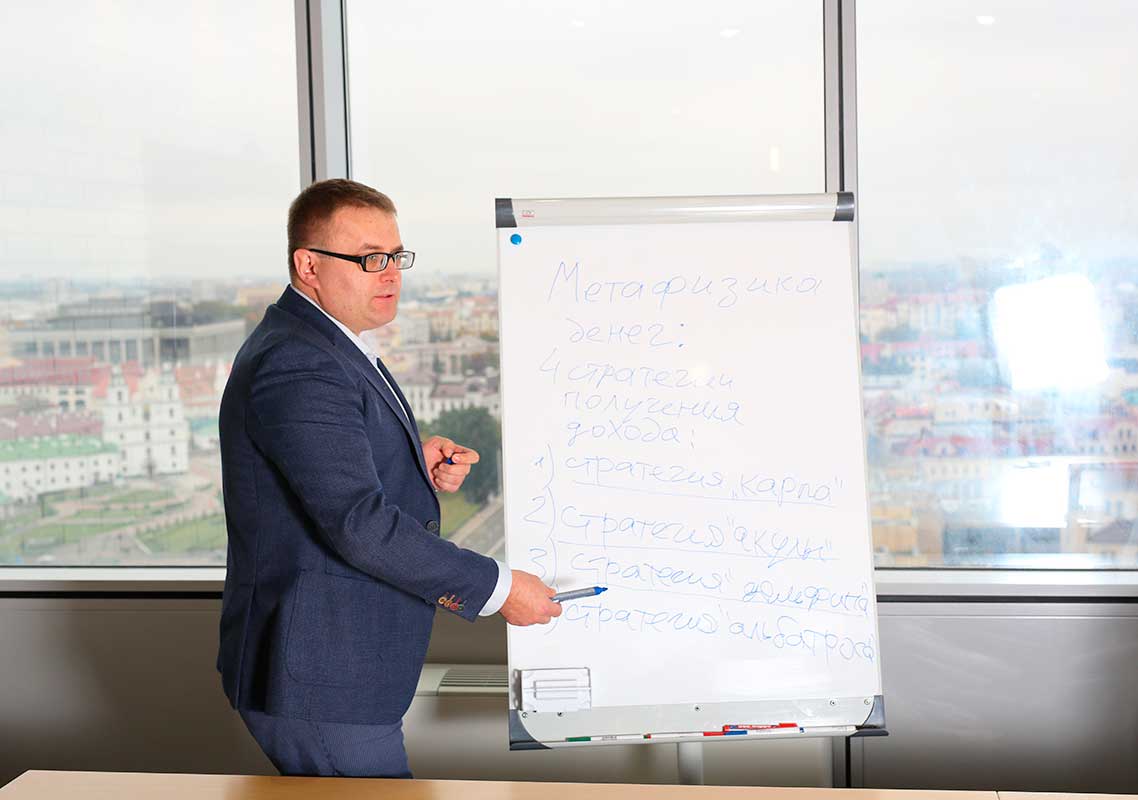 Метафизика
денег:
4 стратегии
получения
дохода:
1) стратегия „карпа"
2) стратегия "акулы"
3) стратегия "дельфина"
) стратегия "альбатроса"